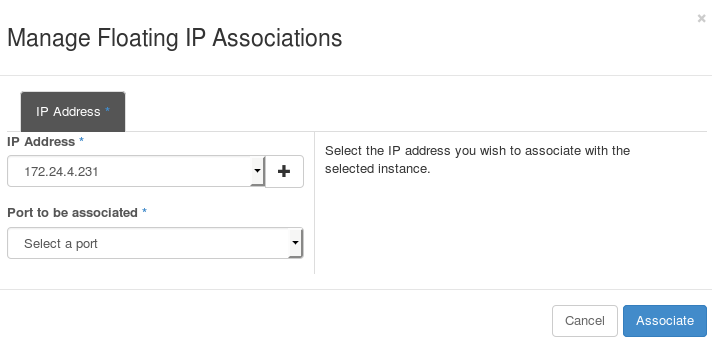 Manage Floating IP Associations
IP Address *
IP Address *
172.24.4.231
Port to be associated *
Select a port
Select the IP address you wish to associate with the
selected instance.
Cancel
Associate